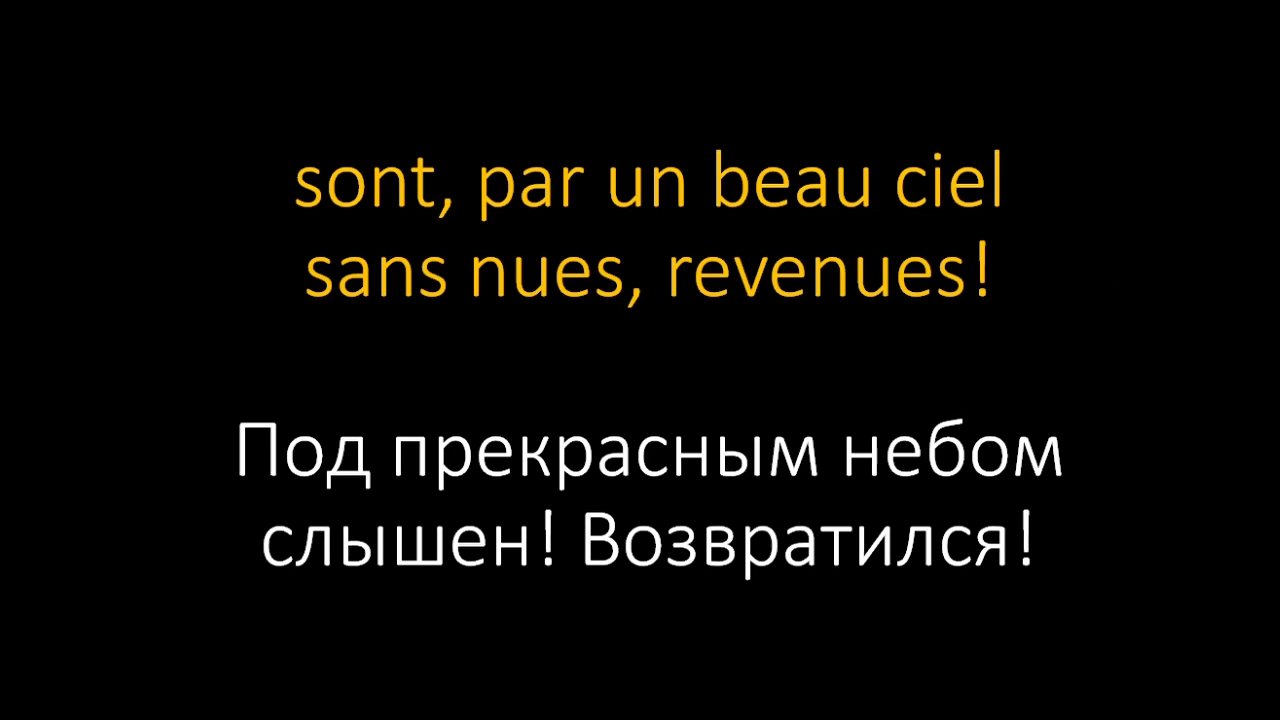 sont, par un beau ciel
sans nues, revenues!
Под прекрасным небом
слышен! Возвратился!